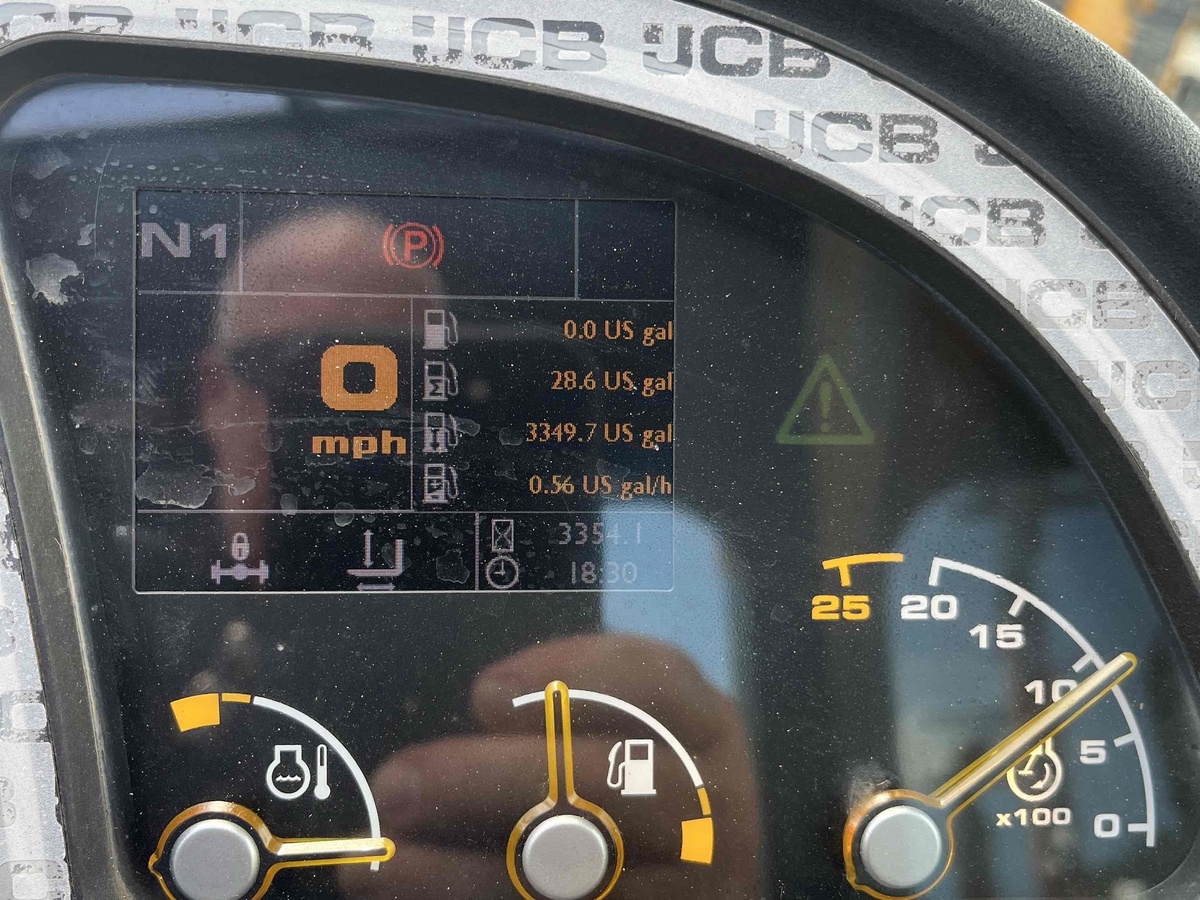 JCB JCB JCB JCB
JCB
JCB
JCB
N1
P
0
mph
0.0 US gal
28.6 US gal
3349.7 US gal
0.56 US gal/h
3354.1
18:30
25
20
15
10
5
0
x100